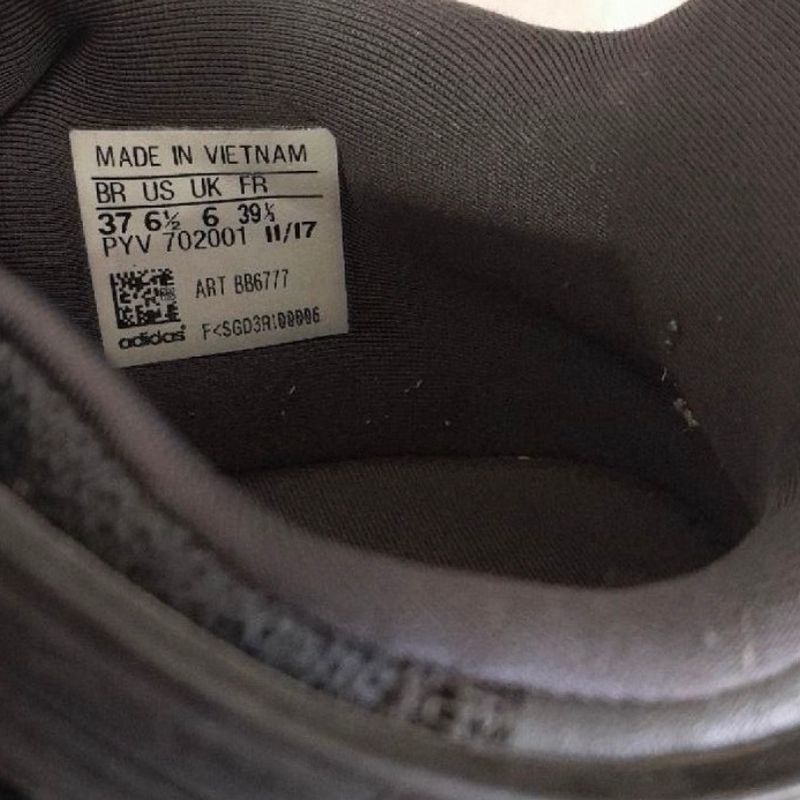 MADE IN VIETNAM
BR US UK FR
37 6½ 6 39⅓
PYV 702001 11/17
ART BB6777
adidas